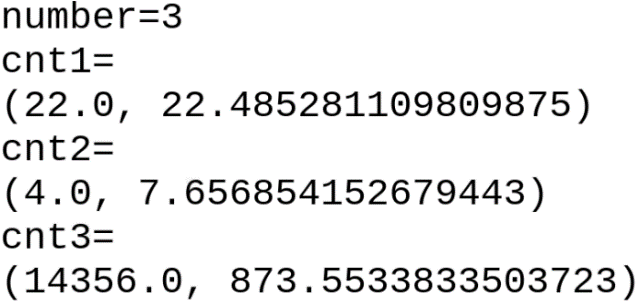 number=3
cnt1=
(22.0, 22.485281109809875)
cnt2=
(4.0, 7.656854152679443)
cnt3=
(14356.0, 873.5533833503723)